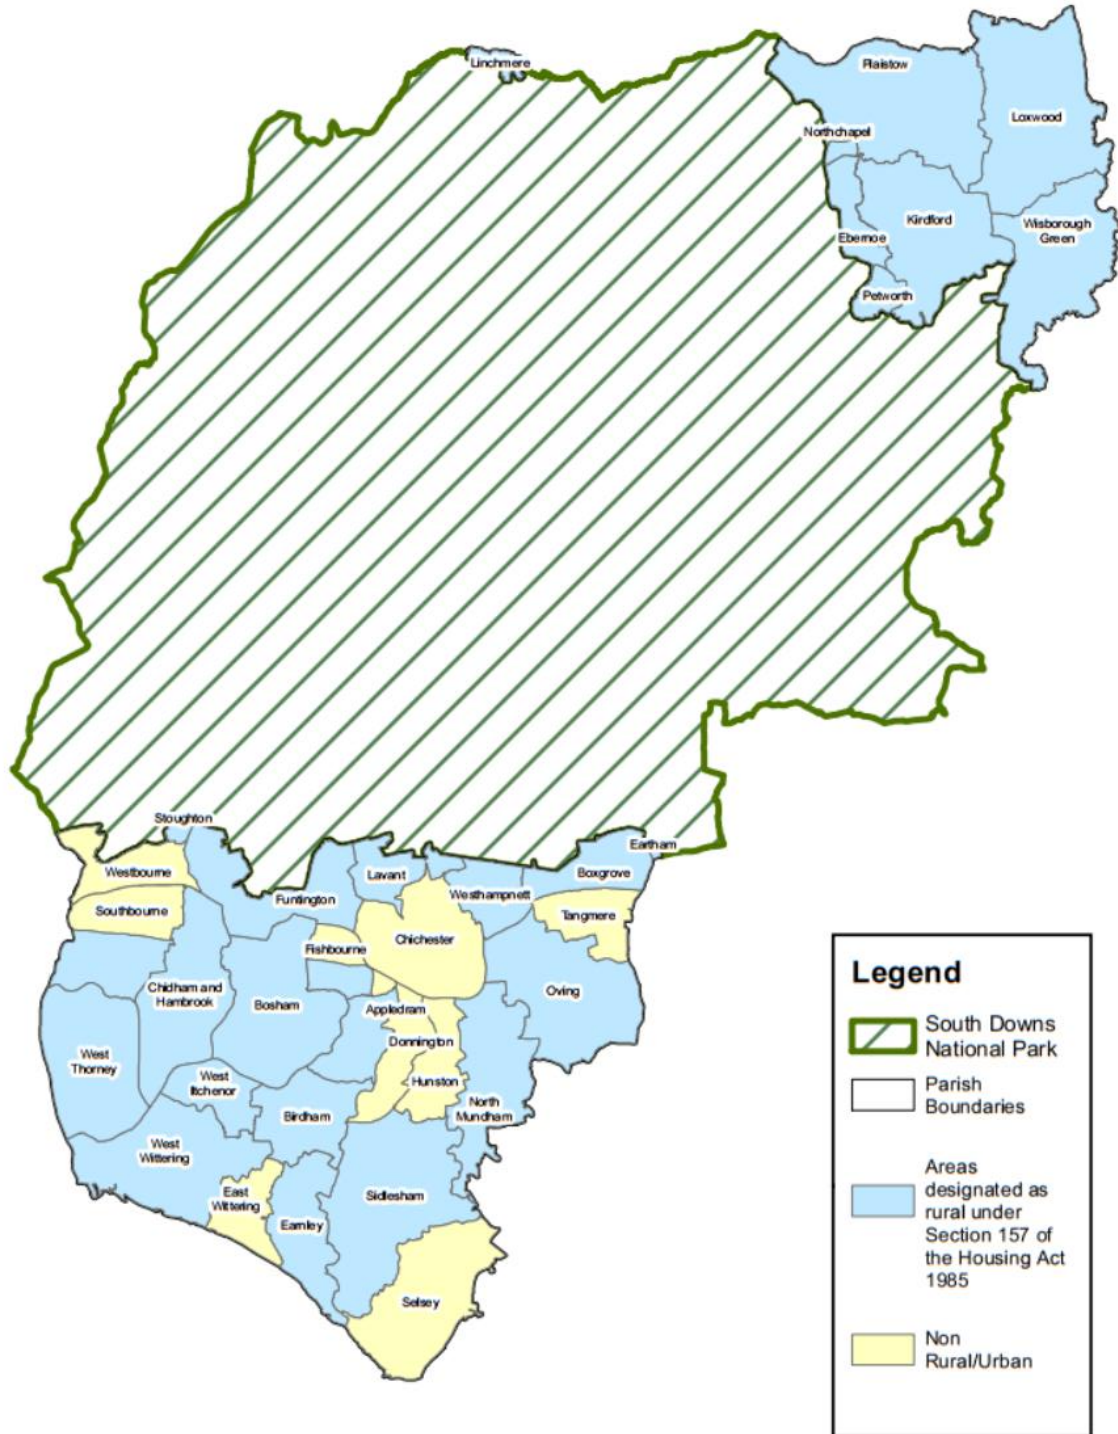 Linchmere
Plaistow
Loxwood
Northchapel
Kirdford
Wisborough
Green
Ebernoe
Petworth
Stoughton
Eartham
Westbourne
Lavant
Boxgrove
Funtington
Westhampnett
Southbourne
Tangmere
Fishbourne
Chichester
Chidham and
Hambrook
Bosham
Oving
Appledram
Donnington
West
Thorney
West
Itchenor
Hunston
Birdham
North
Mundham
West
Wittering
East
Wittering
Sidlesham
Earnley
Selsey
Legend
South Downs
National Park
Parish
Boundaries
Areas
designated as
rural under
Section 157 of
the Housing Act
1985
Non
Rural/Urban